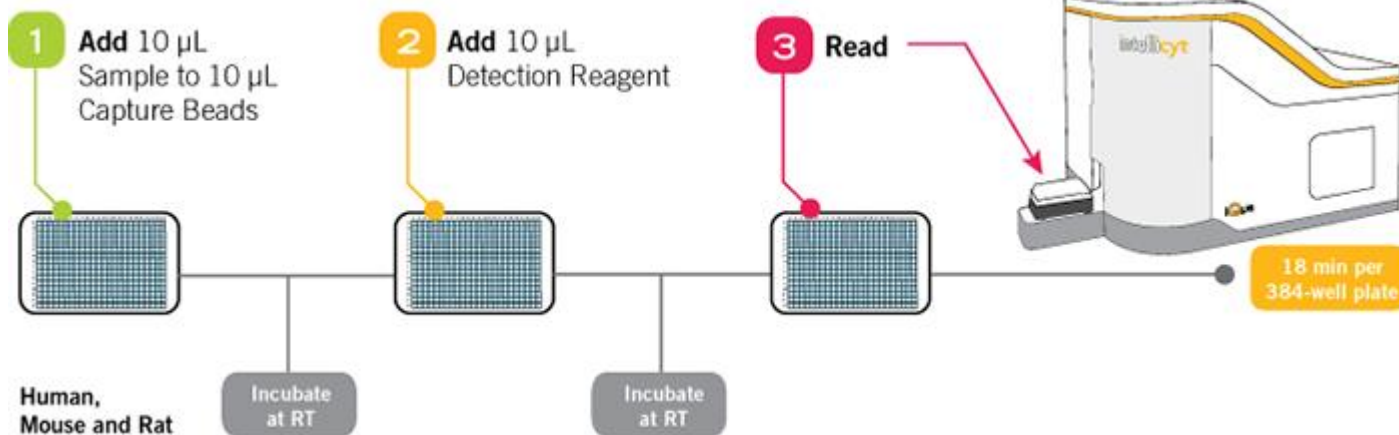 1
Add 10 µL
Sample to 10 µL
Capture Beads
2
Add 10 µL
Detection Reagent
3
Read
intellicyt
18 min per
384-well plate
Incubate
at RT
Incubate
at RT
Human,
Mouse and Rat